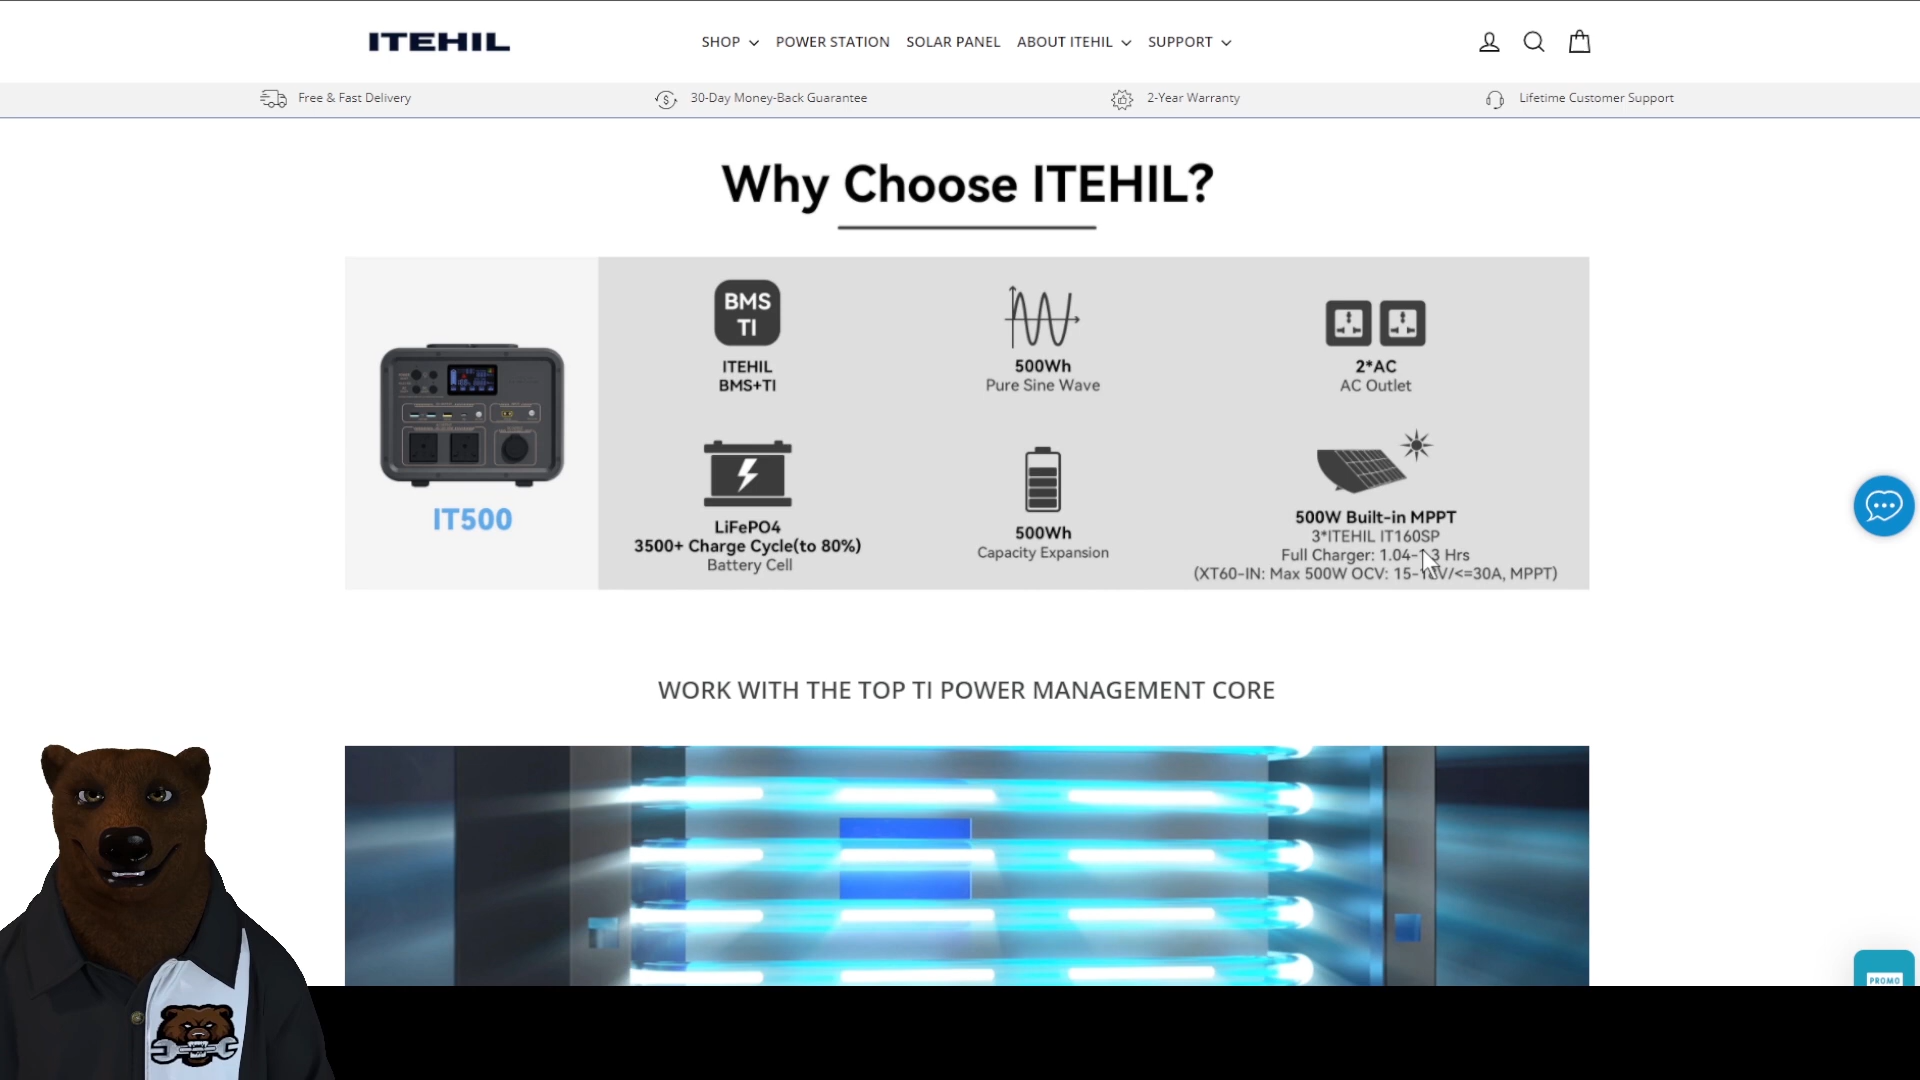 ITEHIL
SHOP POWER STATION SOLAR PANEL ABOUT ITEHIL SUPPORT
Free & Fast Delivery 30-Day Money-Back Guarantee 2-Year Warranty Lifetime Customer Support
Why Choose ITEHIL?
IT500
BMS
TI
ITEHIL
BMS+TI
500Wh
Pure Sine Wave
2*AC
AC Outlet
LiFePO4
3500+ Charge Cycle(to 80%)
Battery Cell
500Wh
Capacity Expansion
500W Built-in MPPT
3*ITEHIL IT160SP
Full Charger: Hrs
(XT60-IN: Max 500W OCV: MPPT)
WORK WITH THE TOP TI POWER MANAGEMENT CORE
PROMO